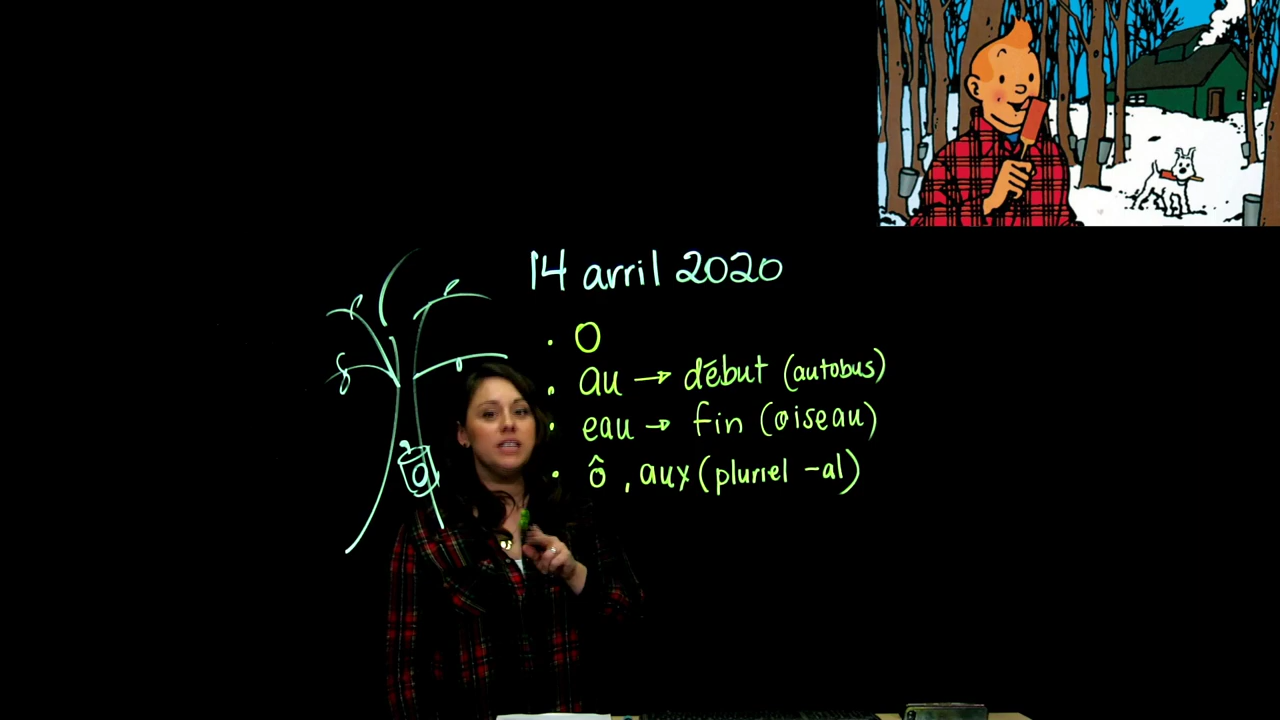 14 avril 2020
• O
• au → début (autobus)
• eau → fin (oiseau)
• ô, aux (pluriel -al)